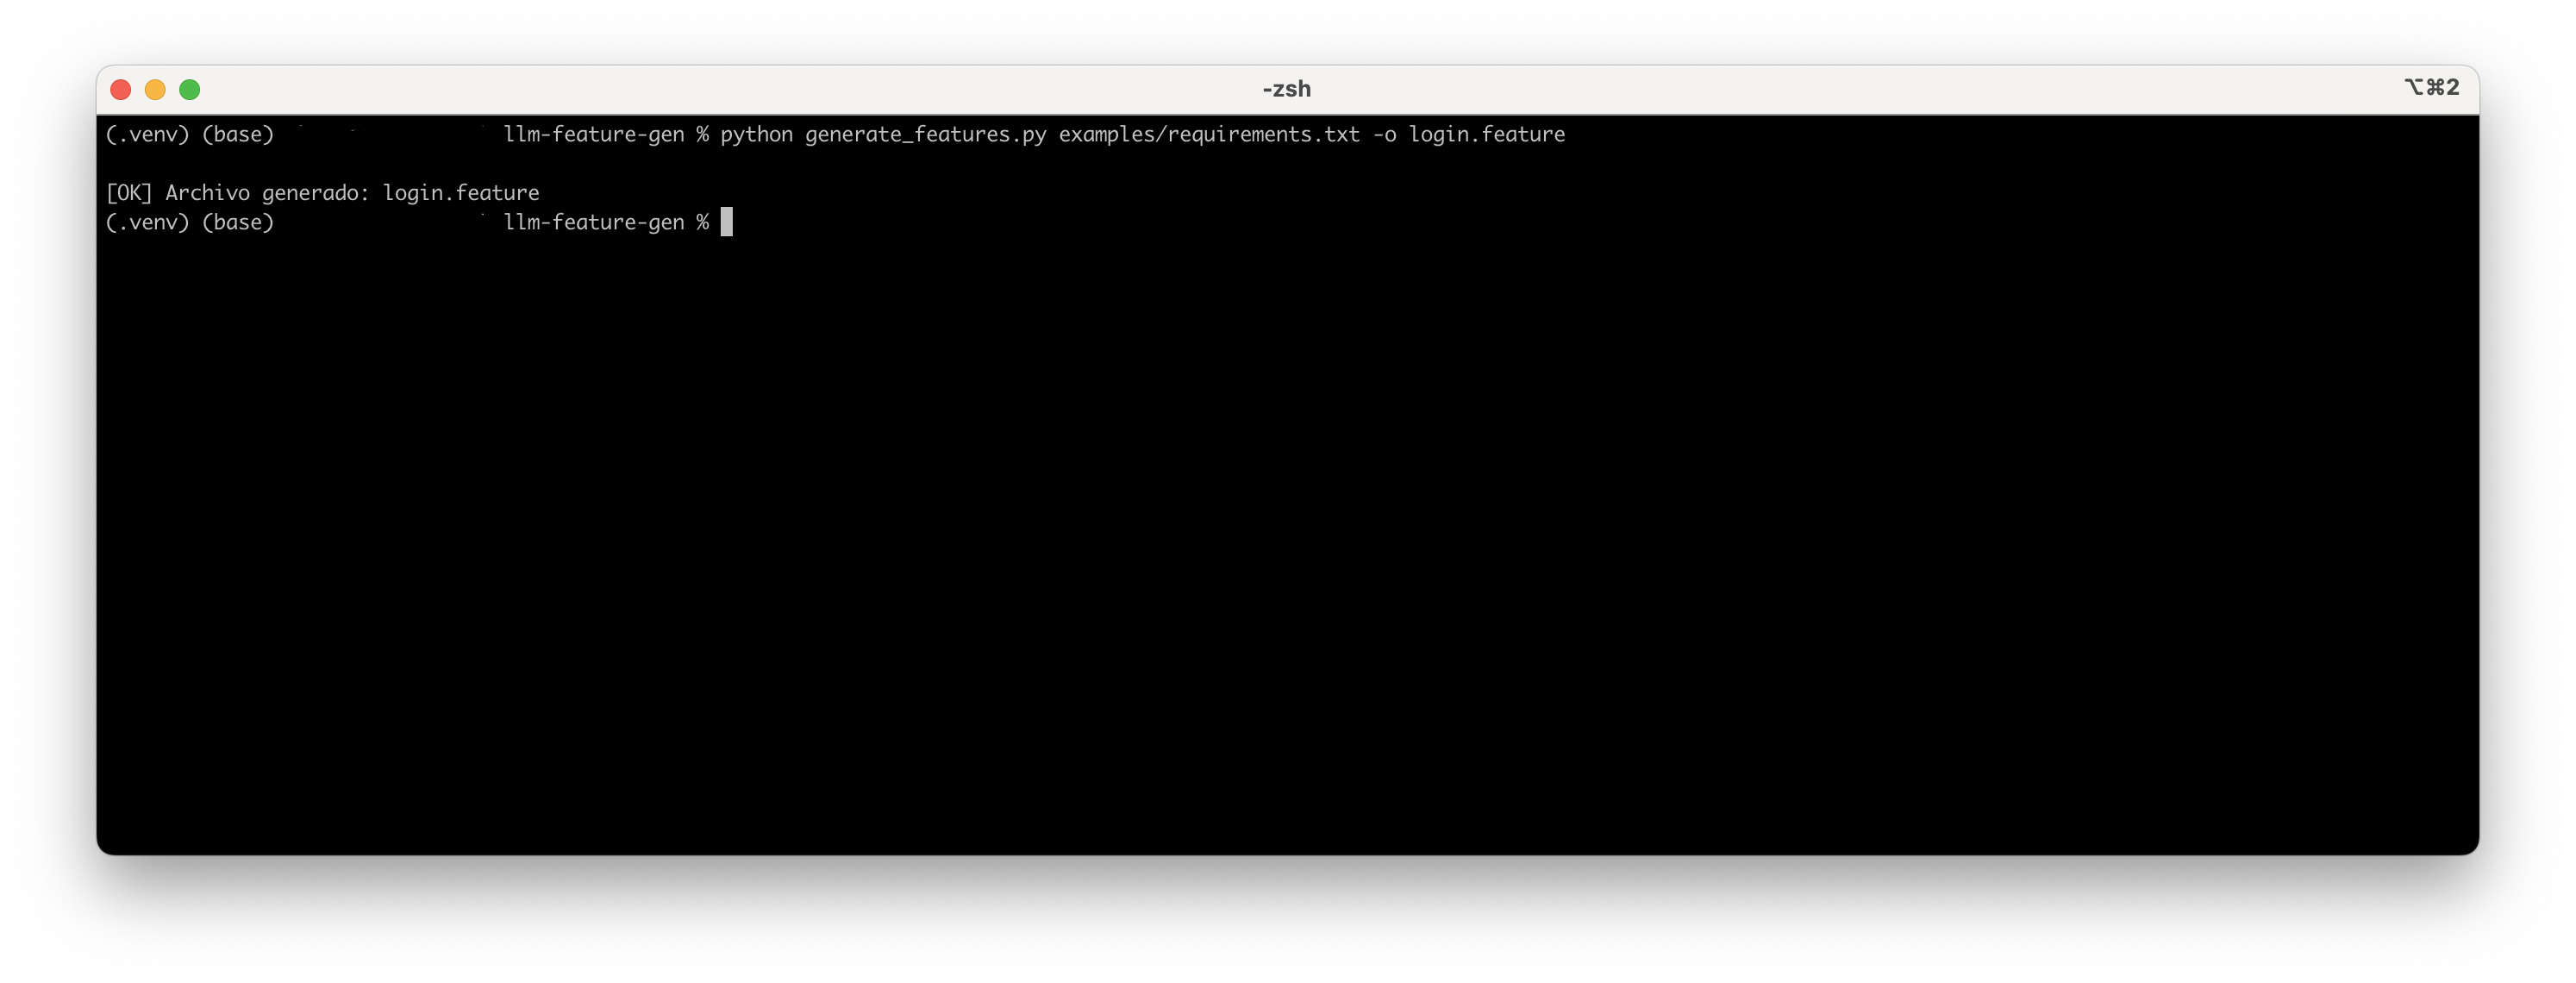 -zsh
⌥⌘2
(.venv) (base) llm-feature-gen % python generate_features.py examples/requirements.txt -o login.feature
[OK] Archivo generado: login.feature
(.venv) (base) llm-feature-gen %